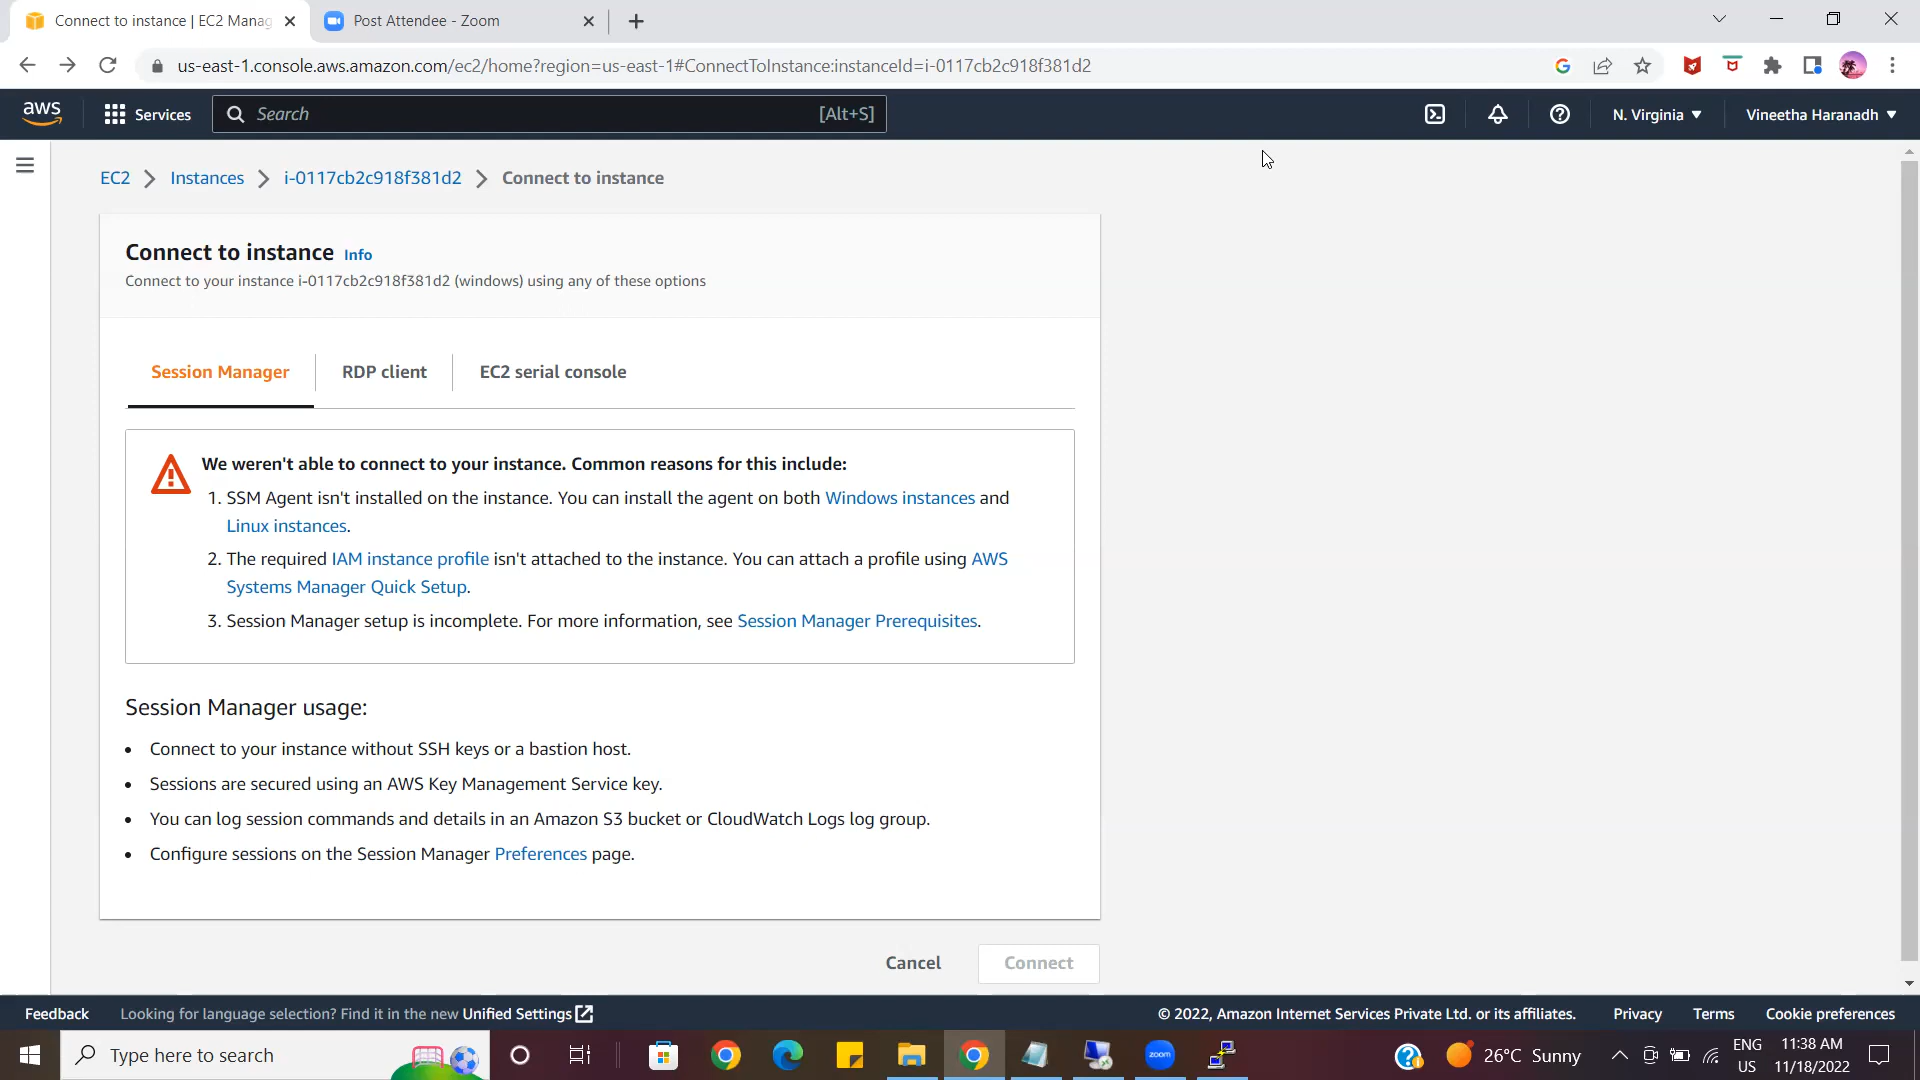 Connect to instance | EC2 Manag
Post Attendee - Zoom
us-east-1.console.aws.amazon.com/ec2/home?region=us-east-1#ConnectToInstance:instanceId=i-0117cb2c918f381d2
aws
Services
Search
[Alt+S]
N. Virginia
Vineetha Haranadh
EC2
Instances
i-0117cb2c918f381d2
Connect to instance
Connect to instance Info
Connect to your instance i-0117cb2c918f381d2 (windows) using any of these options
Session Manager
RDP client
EC2 serial console
We weren't able to connect to your instance. Common reasons for this include:
1. SSM Agent isn't installed on the instance. You can install the agent on both Windows instances and
Linux instances.
2. The required IAM instance profile isn't attached to the instance. You can attach a profile using AWS
Systems Manager Quick Setup.
3. Session Manager setup is incomplete. For more information, see Session Manager Prerequisites.
Session Manager usage:
Connect to your instance without SSH keys or a bastion host.
Sessions are secured using an AWS Key Management Service key.
You can log session commands and details in an Amazon S3 bucket or CloudWatch Logs log group.
Configure sessions on the Session Manager Preferences page.
Cancel
Connect
Feedback
Looking for language selection? Find it in the new Unified Settings
© 2022, Amazon Internet Services Private Ltd. or its affiliates.
Privacy
Terms
Cookie preferences
Type here to search
zoom
26°C Sunny
ENG
US
11:38 AM
11/18/2022